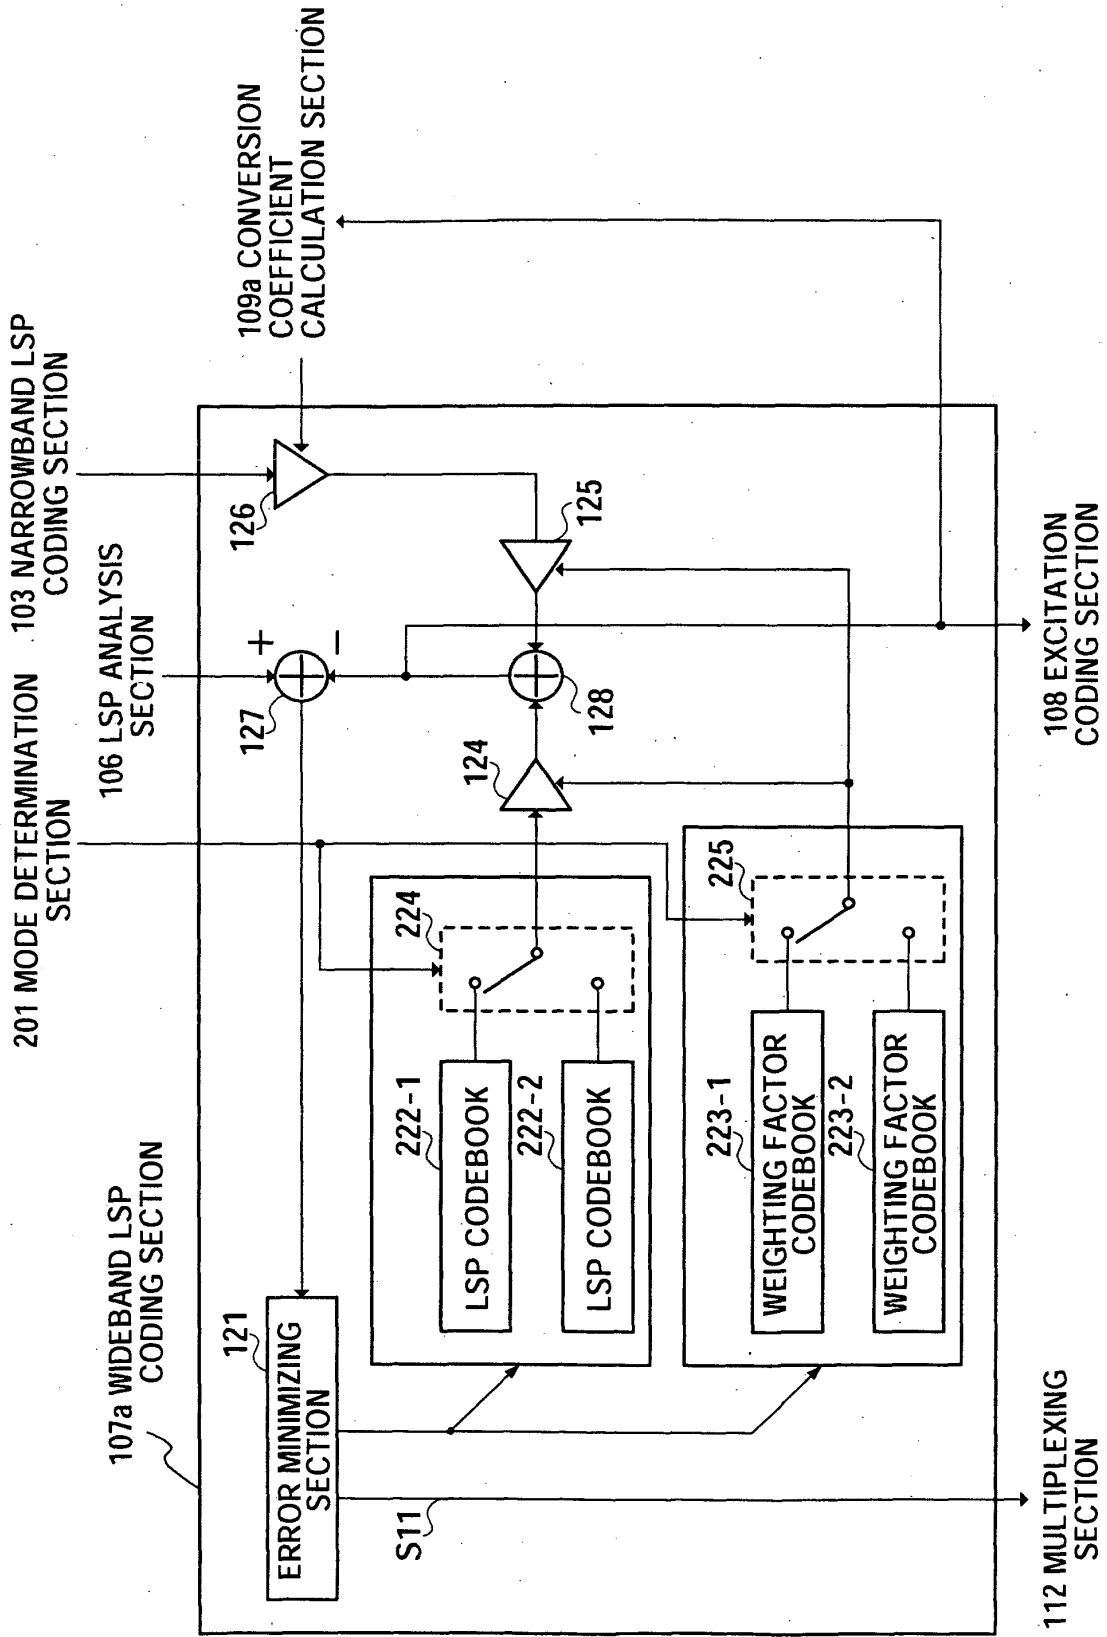 107a WIDEBAND LSP
CODING SECTION
201 MODE DETERMINATION
SECTION
106 LSP ANALYSIS
SECTION
103 NARROWBAND LSP
CODING SECTION
109a CONVERSION
COEFFICIENT
CALCULATION SECTION
121
ERROR MINIMIZING
SECTION
127
+
-
126
222-1
LSP CODEBOOK
222-2
LSP CODEBOOK
224
124
128
125
223-1
WEIGHTING FACTOR
CODEBOOK
223-2
WEIGHTING FACTOR
CODEBOOK
225
S11
112 MULTIPLEXING
SECTION
108 EXCITATION
CODING SECTION